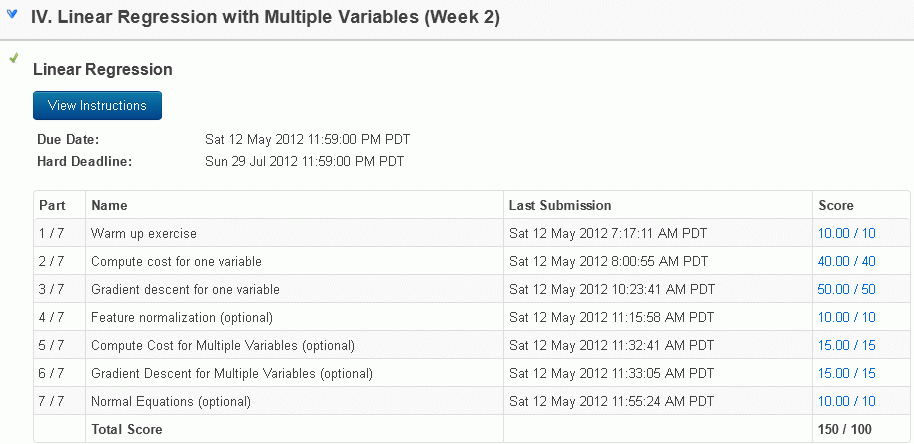 IV. Linear Regression with Multiple Variables (Week 2)
Linear Regression
View Instructions
Due Date: Sat 12 May 2012 11:59:00 PM PDT
Hard Deadline: Sun 29 Jul 2012 11:59:00 PM PDT
Part Name Last Submission Score
1 / 7 Warm up exercise Sat 12 May 2012 7:17:11 AM PDT 10.00 / 10
2 / 7 Compute cost for one variable Sat 12 May 2012 8:00:55 AM PDT 40.00 / 40
3 / 7 Gradient descent for one variable Sat 12 May 2012 10:23:41 AM PDT 50.00 / 50
4 / 7 Feature normalization (optional) Sat 12 May 2012 11:15:58 AM PDT 10.00 / 10
5 / 7 Compute Cost for Multiple Variables (optional) Sat 12 May 2012 11:32:41 AM PDT 15.00 / 15
6 / 7 Gradient Descent for Multiple Variables (optional) Sat 12 May 2012 11:33:05 AM PDT 15.00 / 15
7 / 7 Normal Equations (optional) Sat 12 May 2012 11:55:24 AM PDT 10.00 / 10
Total Score 150 / 100